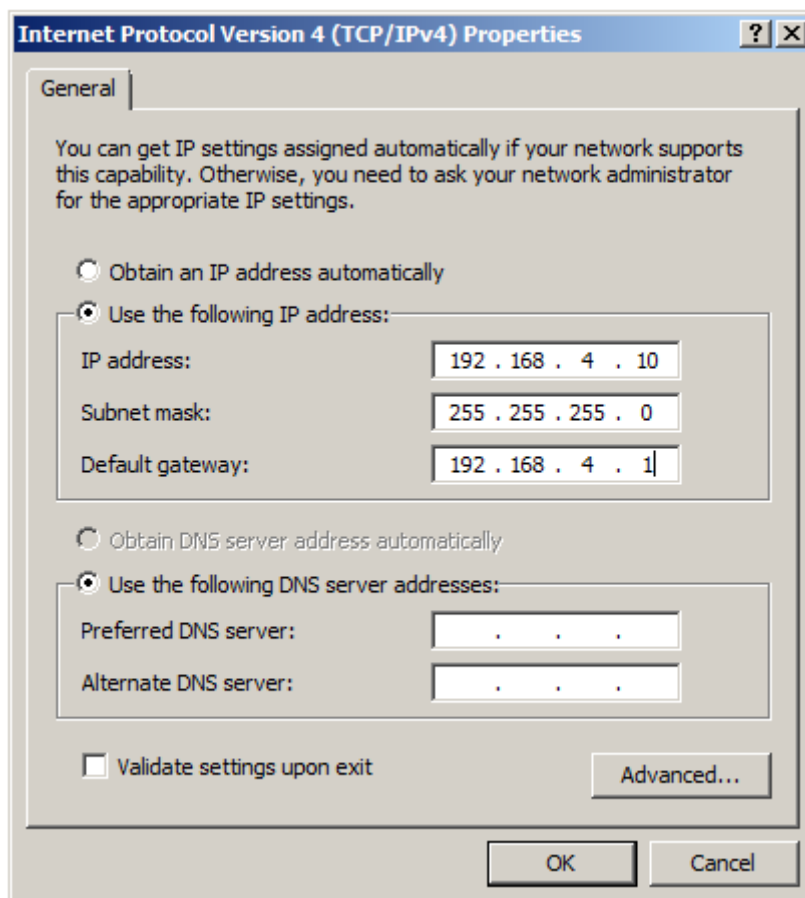 Internet Protocol Version 4 (TCP/IPv4) Properties
General
You can get IP settings assigned automatically if your network supports
this capability. Otherwise, you need to ask your network administrator
for the appropriate IP settings.
Obtain an IP address automatically
Use the following IP address:
IP address: 192 . 168 . 4 . 10
Subnet mask: 255 . 255 . 255 . 0
Default gateway: 192 . 168 . 4 . 1
Obtain DNS server address automatically
Use the following DNS server addresses:
Preferred DNS server: . . .
Alternate DNS server: . . .
Validate settings upon exit
Advanced...
OK Cancel